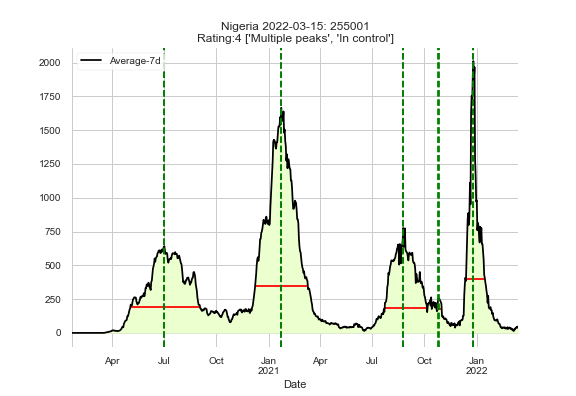 Nigeria 2022-03-15: 255001
Rating:4 ['Multiple peaks', 'In control']
Average-7d
2000
1750
1500
1250
1000
750
500
250
0
Apr
Jul
Oct
Jan
2021
Apr
Jul
Oct
Jan
2022
Date